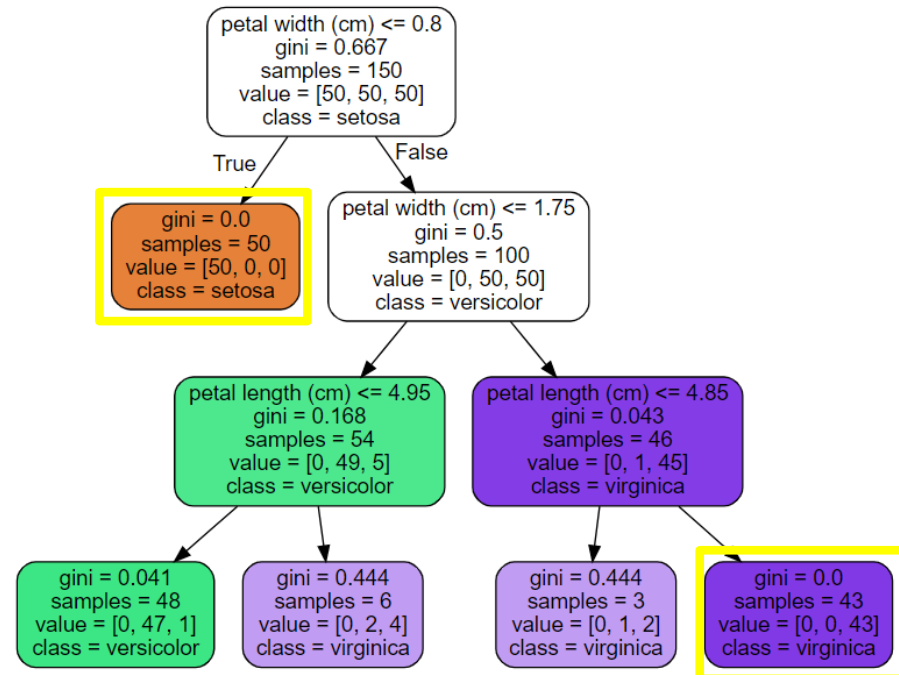 petal width (cm) <= 0.8
gini = 0.667
samples = 150
value = [50, 50, 50]
class = setosa
True
False
gini = 0.0
samples = 50
value = [50, 0, 0]
class = setosa
petal width (cm) <= 1.75
gini = 0.5
samples = 100
value = [0, 50, 50]
class = versicolor
petal length (cm) <= 4.95
gini = 0.168
samples = 54
value = [0, 49, 5]
class = versicolor
petal length (cm) <= 4.85
gini = 0.043
samples = 46
value = [0, 1, 45]
class = virginica
gini = 0.041
samples = 48
value = [0, 47, 1]
class = versicolor
gini = 0.444
samples = 6
value = [0, 2, 4]
class = virginica
gini = 0.444
samples = 3
value = [0, 1, 2]
class = virginica
gini = 0.0
samples = 43
value = [0, 0, 43]
class = virginica